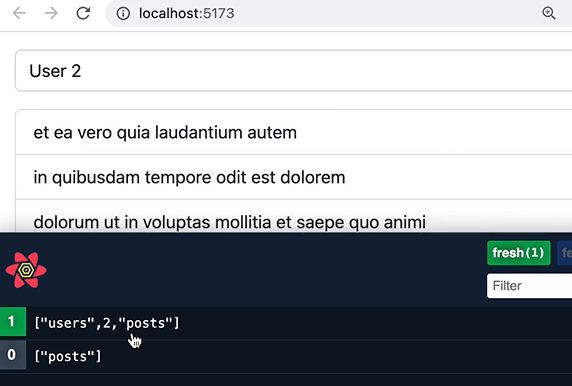 localhost:5173
User 2
et ea vero quia laudantium autem
in quibusdam tempore odit est dolorem
dolorum ut in voluptas mollitia et saepe quo animi
fresh(1) fe
Filter
1 ["users",2,"posts"]
0 ["posts"]